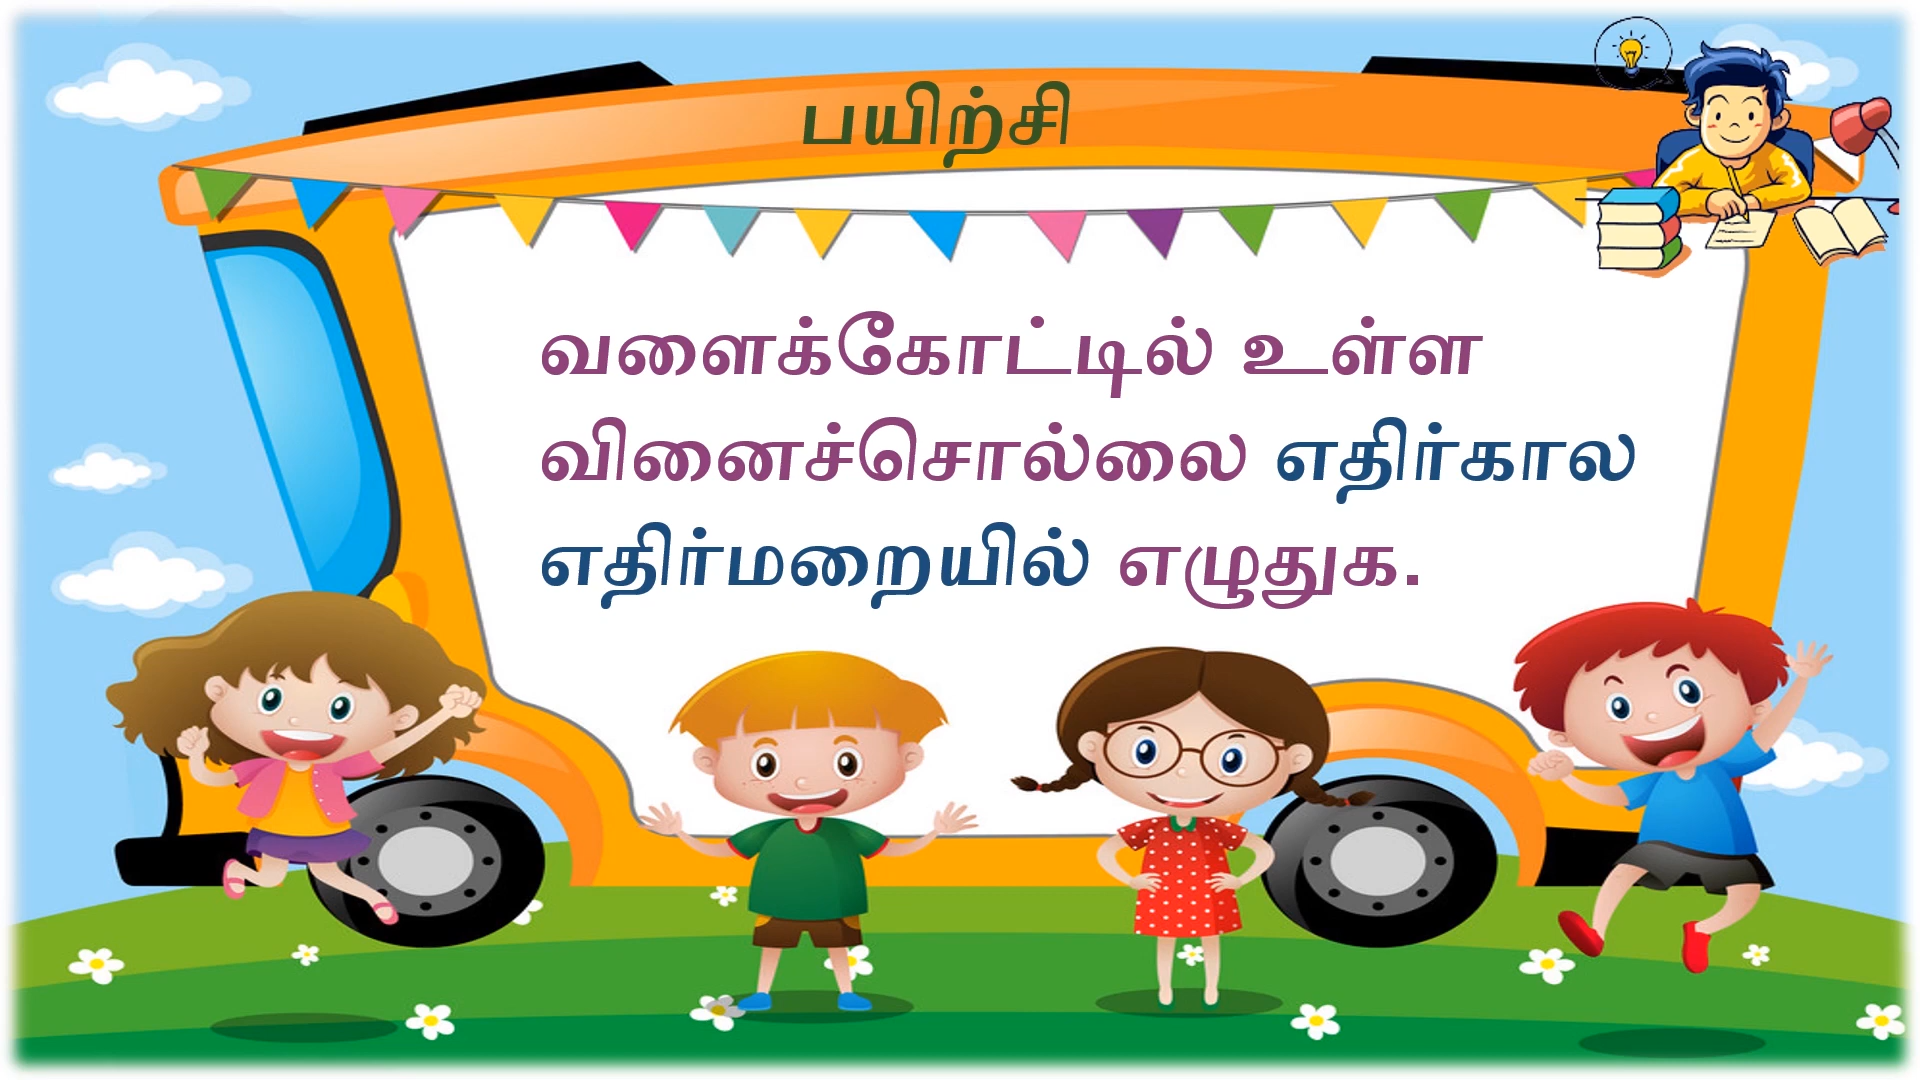 பயிற்சி
வளைக்கோட்டில் உள்ள
வினைச்சொல்லை எதிர்கால
எதிர்மறையில் எழுதுக.